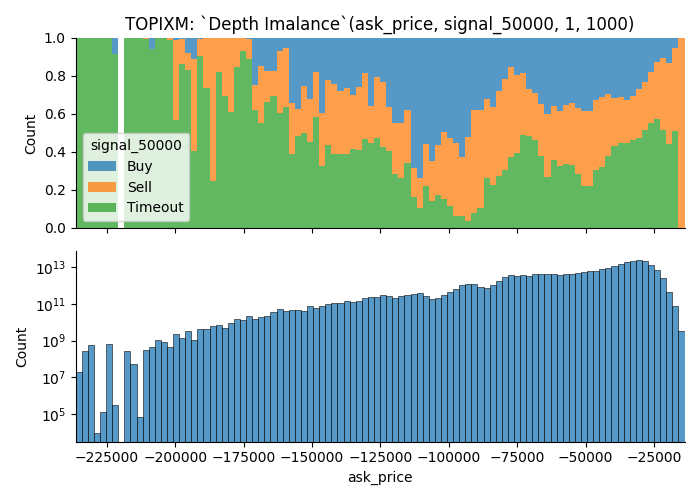 TOPIXM: `Depth Imalance`(ask_price, signal_50000, 1, 1000)
1.0
0.8
0.6
0.4
0.2
0.0
Count
signal_50000
Buy
Sell
Timeout
10^13
10^11
10^9
10^7
10^5
Count
−225000 −200000 −175000 −150000 −125000 −100000 −75000 −50000 −25000
ask_price